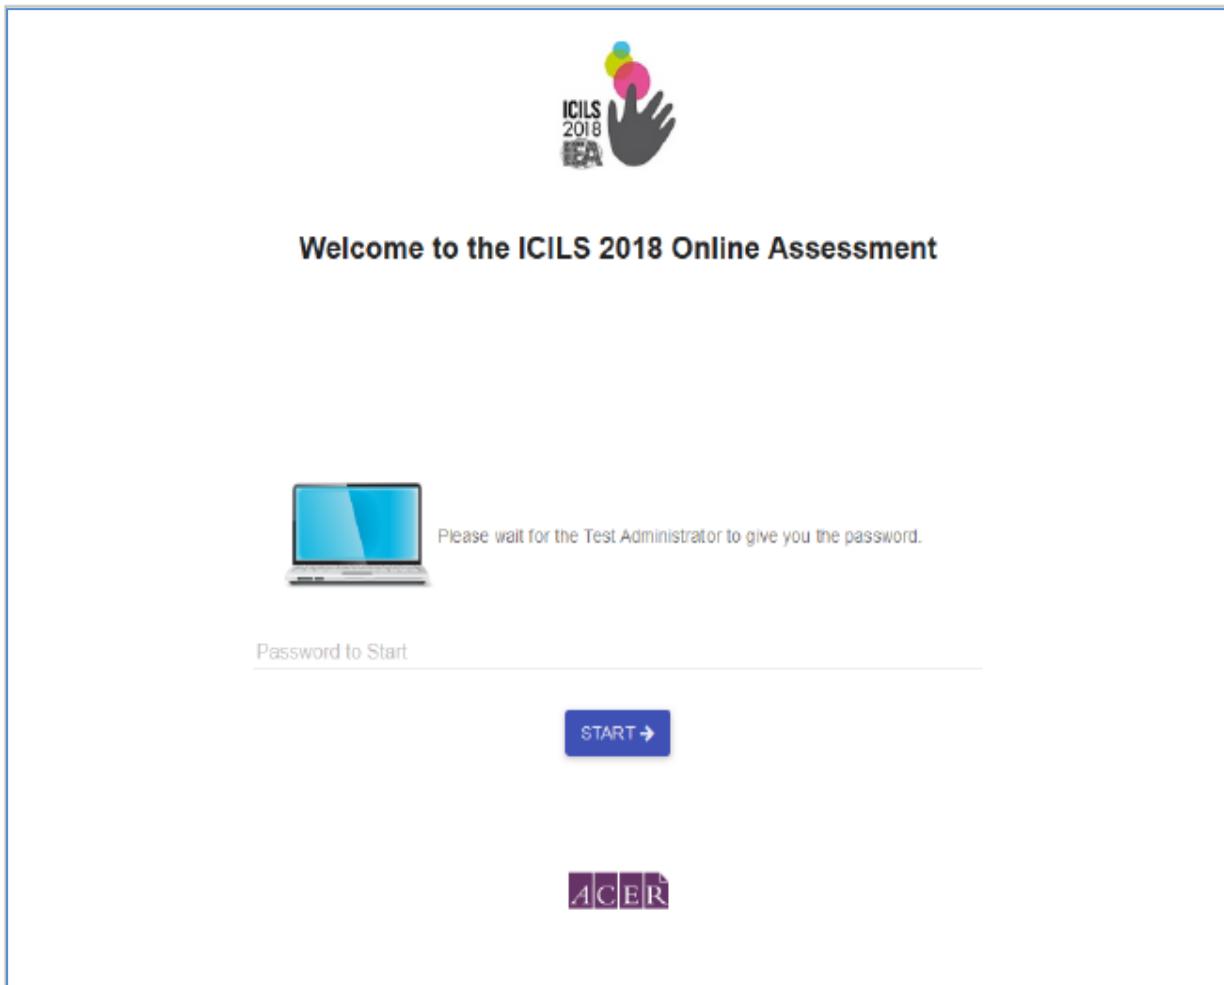 ICILS
2018
IEA
Welcome to the ICILS 2018 Online Assessment
Please wait for the Test Administrator to give you the password.
Password to Start
START
ACER